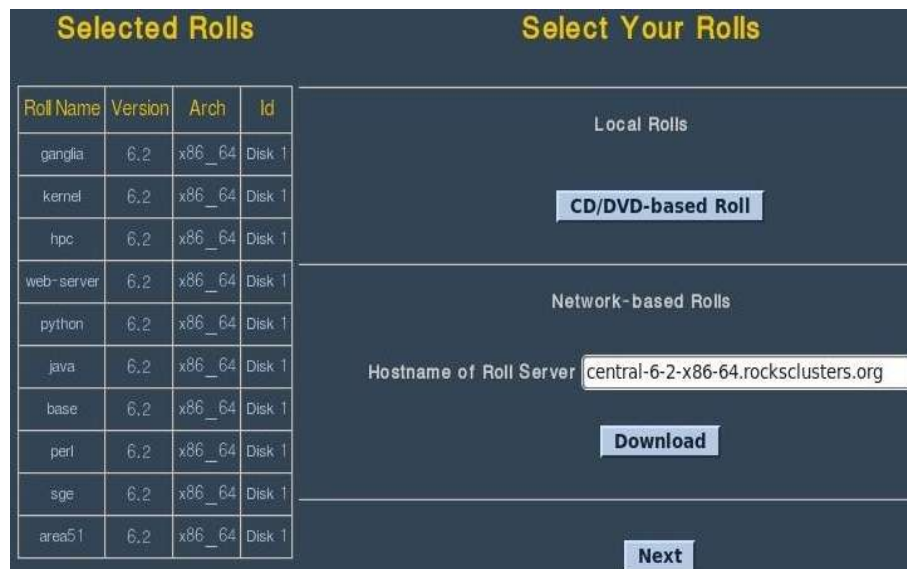 Selected Rolls
Roll Name Version Arch Id
ganglia 6.2 x86_64 Disk 1
kernel 6.2 x86_64 Disk 1
hpc 6.2 x86_64 Disk 1
web-server 6.2 x86_64 Disk 1
python 6.2 x86_64 Disk 1
java 6.2 x86_64 Disk 1
base 6.2 x86_64 Disk 1
perl 6.2 x86_64 Disk 1
sge 6.2 x86_64 Disk 1
area51 6.2 x86_64 Disk 1
Select Your Rolls
Local Rolls
CD/DVD-based Roll
Network-based Rolls
Hostname of Roll Server central-6-2-x86-64.rocksclusters.org
Download
Next